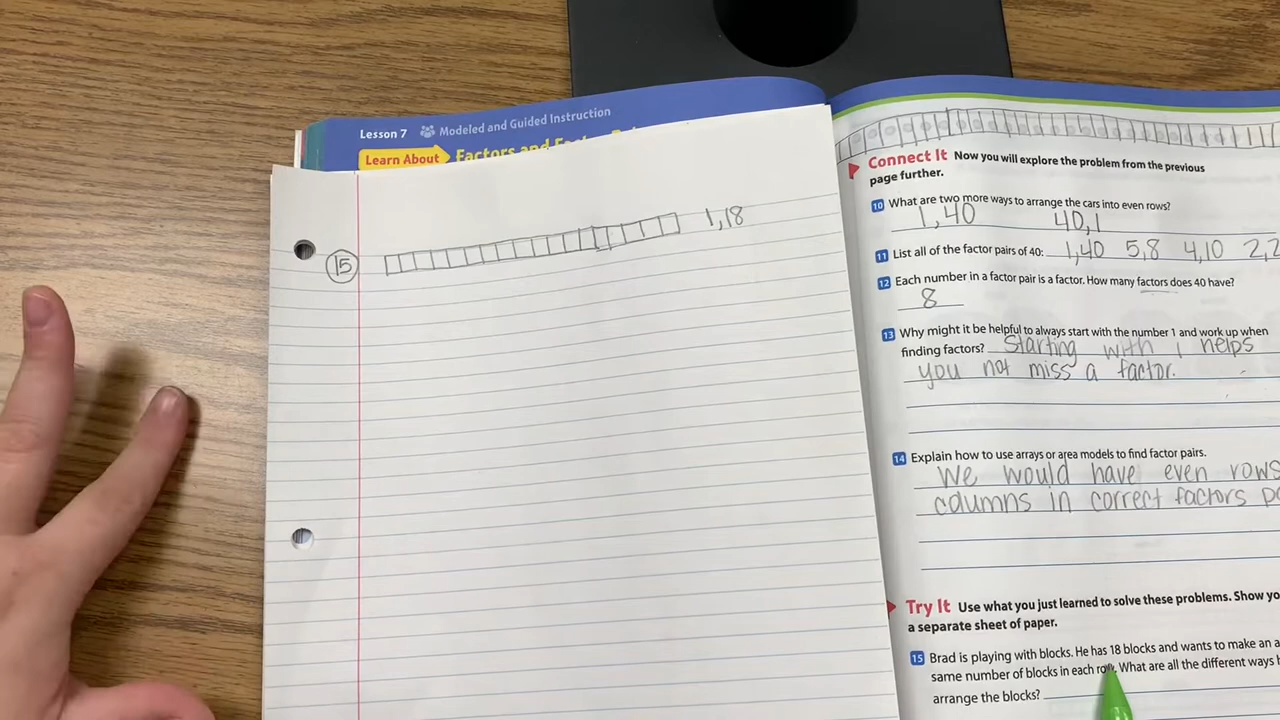 Lesson 7 Modeled and Guided Instruction
Learn About Factors and
15 1,18
Connect It Now you will explore the problem from the previous
page further.
10 What are two more ways to arrange the cars into even rows?
1,40 40,1
11 List all of the factor pairs of 40: 1,40 5,8 4,10 2,2
12 Each number in a factor pair is a factor. How many factors does 40 have?
8
13 Why might it be helpful to always start with the number 1 and work up when
finding factors? Starting with 1 helps
you not miss a factor.
14 Explain how to use arrays or area models to find factor pairs.
We would have even rows
columns in correct factors
Try It Use what you just learned to solve these problems. Show
a separate sheet of paper.
15 Brad is playing with blocks. He has 18 blocks and wants to make an
same number of blocks in each row. What are all the different ways
arrange the blocks?